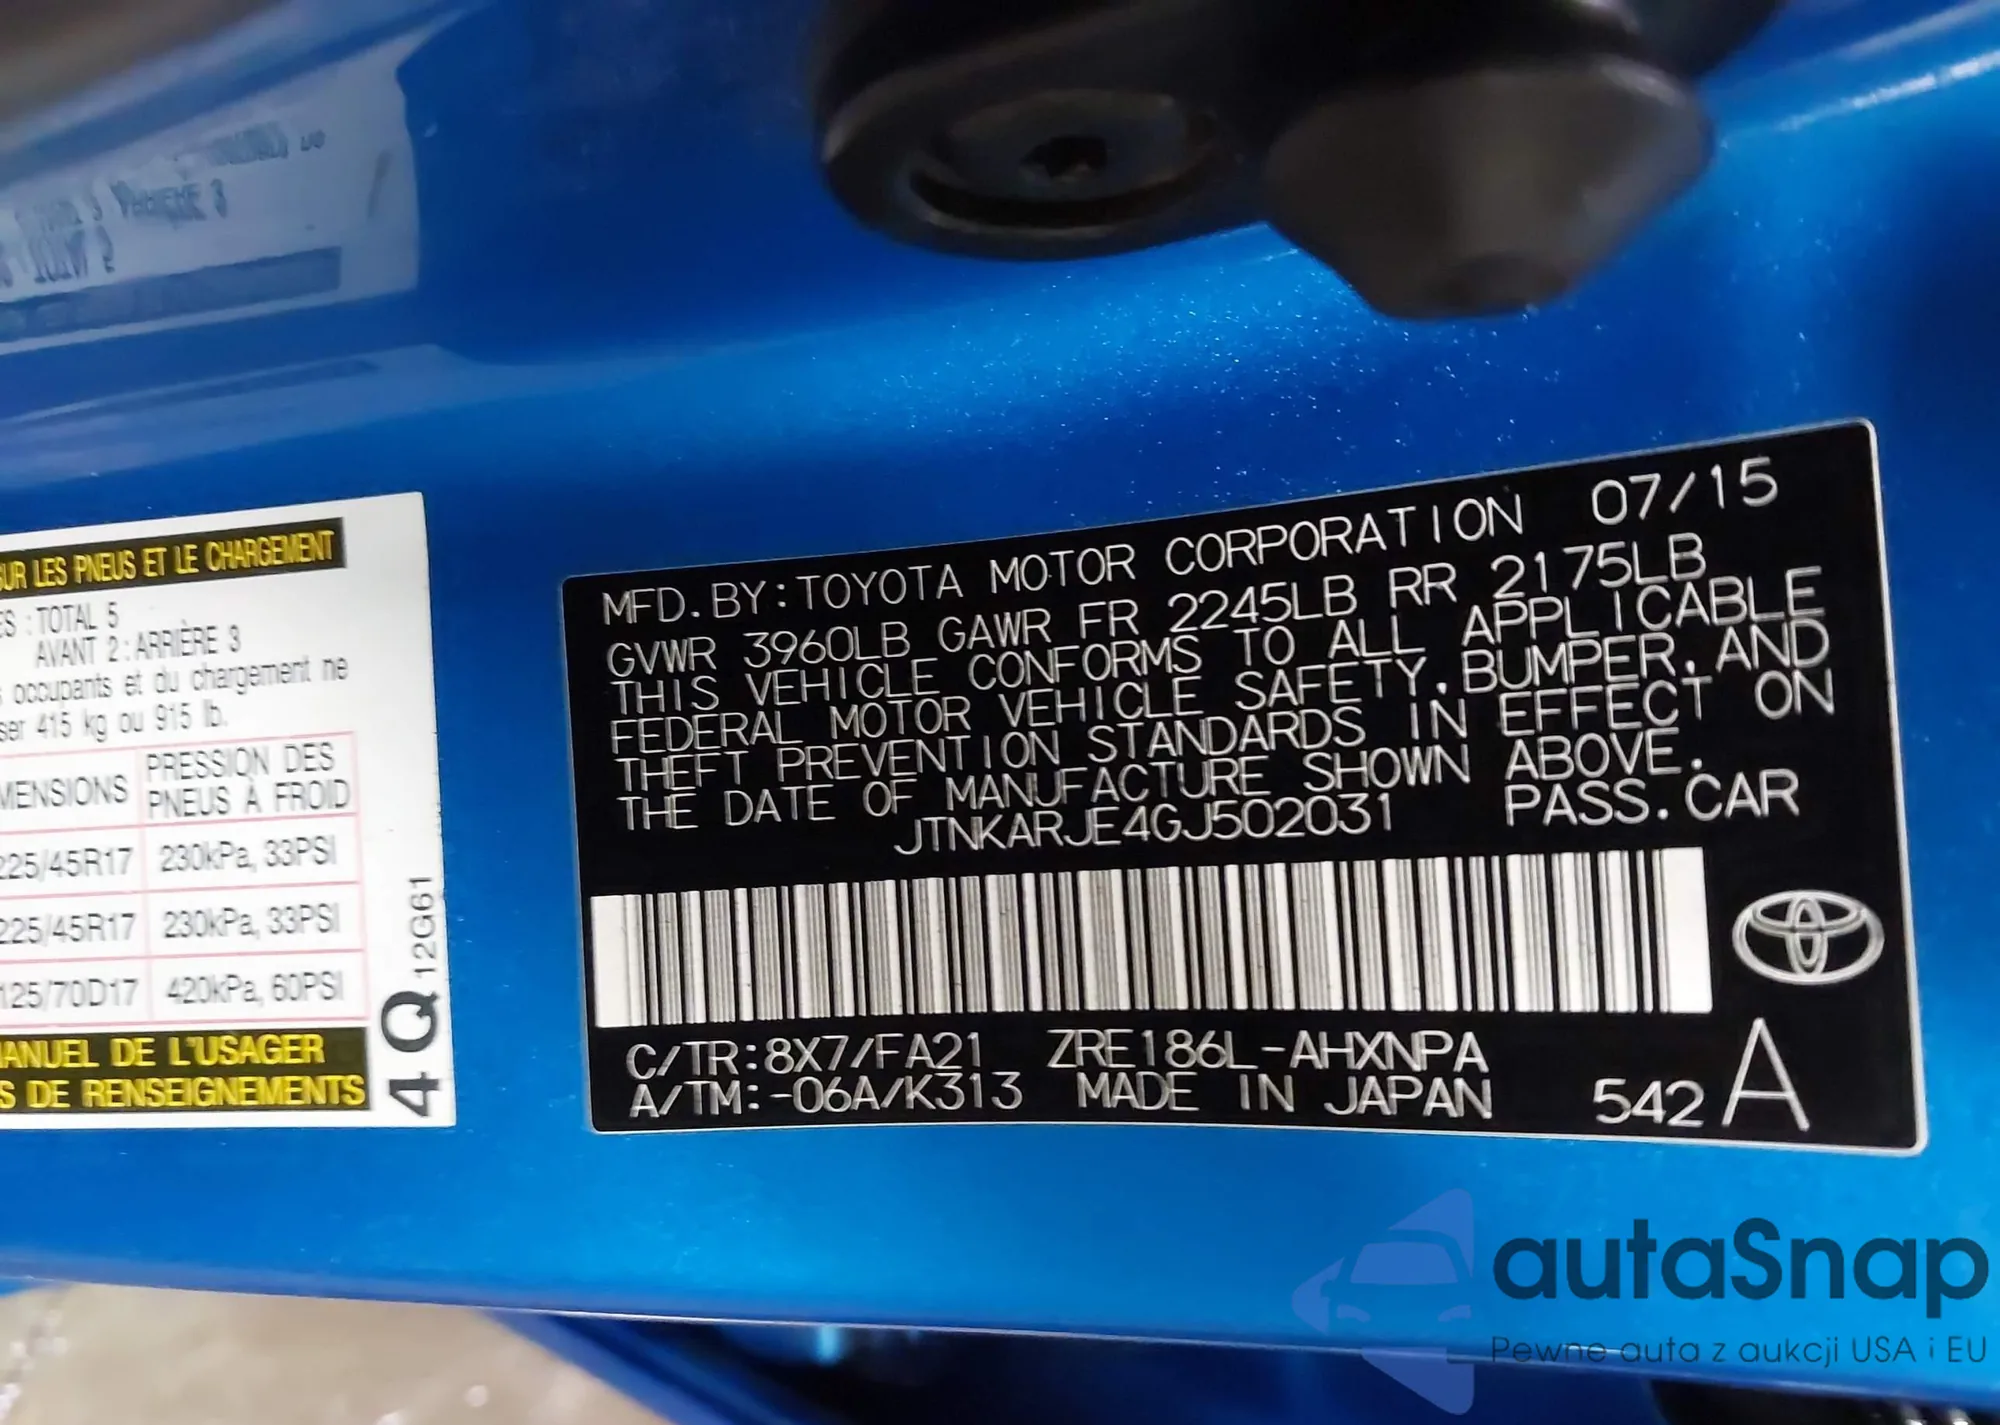 SUR LES PNEUS ET LE CHARGEMENT
ES : TOTAL 5
AVANT 2 : ARRIÈRE 3
s occupants et du chargement ne
ser 415 kg ou 915 lb.
MENSIONS PRESSION DES PNEUS À FROID
225/45R17 230kPa, 33PSI
225/45R17 230kPa, 33PSI
125/70D17 420kPa, 60PSI
MANUEL DE L'USAGER
S DE RENSEIGNEMENTS
4Q 12G61
MFD. BY: TOYOTA MOTOR CORPORATION 07/15
GVWR 3960LB GAWR FR 2245LB RR 2175LB
THIS VEHICLE CONFORMS TO ALL APPLICABLE
FEDERAL MOTOR VEHICLE SAFETY, BUMPER, AND
THEFT PREVENTION STANDARDS IN EFFECT ON
THE DATE OF MANUFACTURE SHOWN ABOVE.
JTNKARJE4GJ502031 PASS. CAR
C/TR: 8X7/FA21 ZRE186L-AHXNPA
A/TM: -06A/K313 MADE IN JAPAN 542 A
autaSnap
Pewne auta z aukcji USA i EU